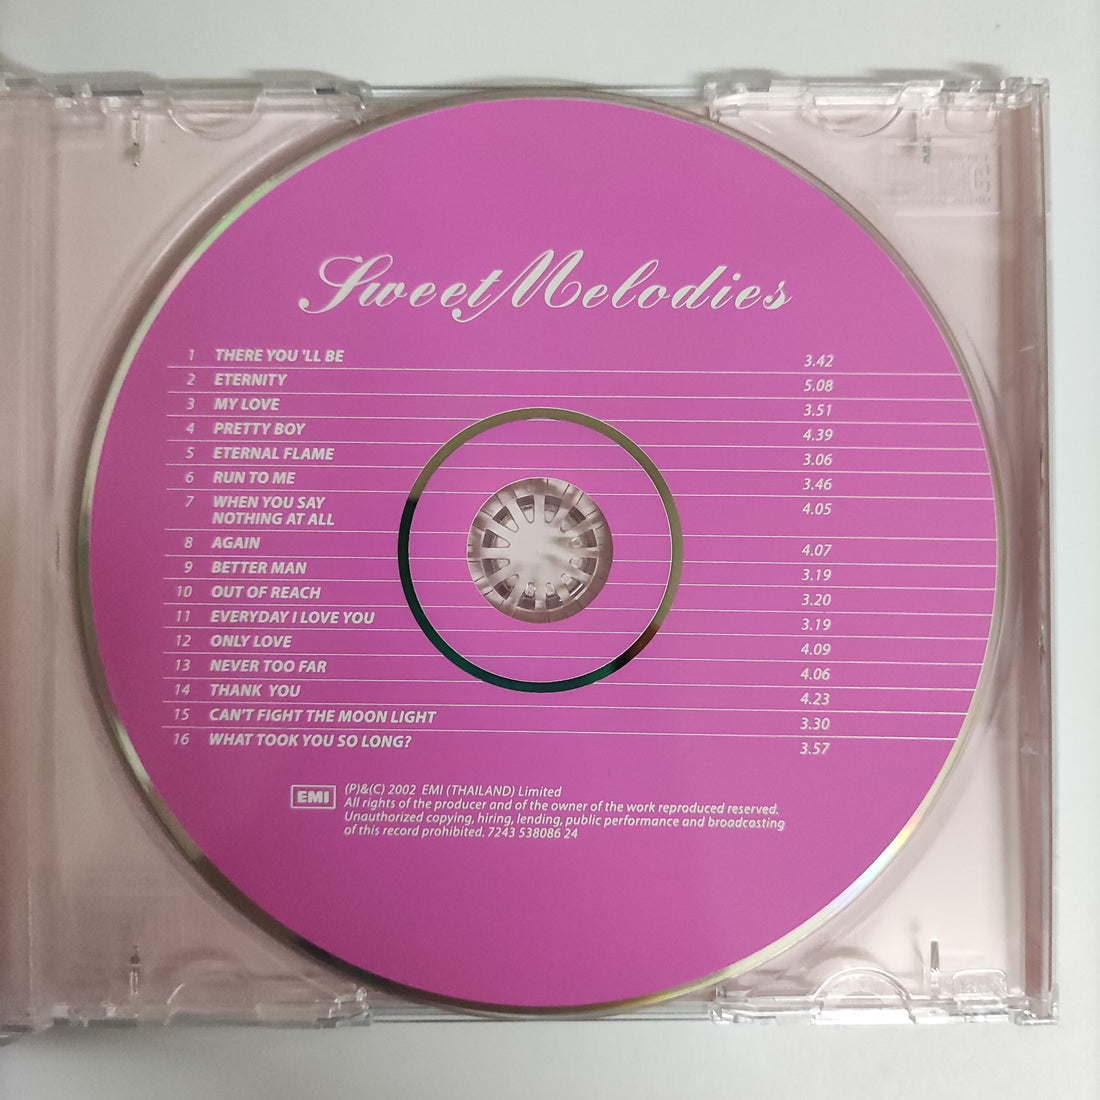 Sweet Melodies
1 THERE YOU 'LL BE 3.42
2 ETERNITY 5.08
3 MY LOVE 3.51
4 PRETTY BOY 4.39
5 ETERNAL FLAME 3.06
6 RUN TO ME 3.46
7 WHEN YOU SAY 4.05
NOTHING AT ALL
8 AGAIN 4.07
9 BETTER MAN 3.19
10 OUT OF REACH 3.20
11 EVERYDAY I LOVE YOU 3.19
12 ONLY LOVE 4.09
13 NEVER TOO FAR 4.06
14 THANK YOU 4.23
15 CAN'T FIGHT THE MOON LIGHT 3.30
16 WHAT TOOK YOU SO LONG? 3.57
EMI
(P)&(C) 2002 EMI (THAILAND) Limited
All rights of the producer and of the owner of the work reproduced reserved.
Unauthorized copying, hiring, lending, public performance and broadcasting
of this record prohibited. 7243 538086 24